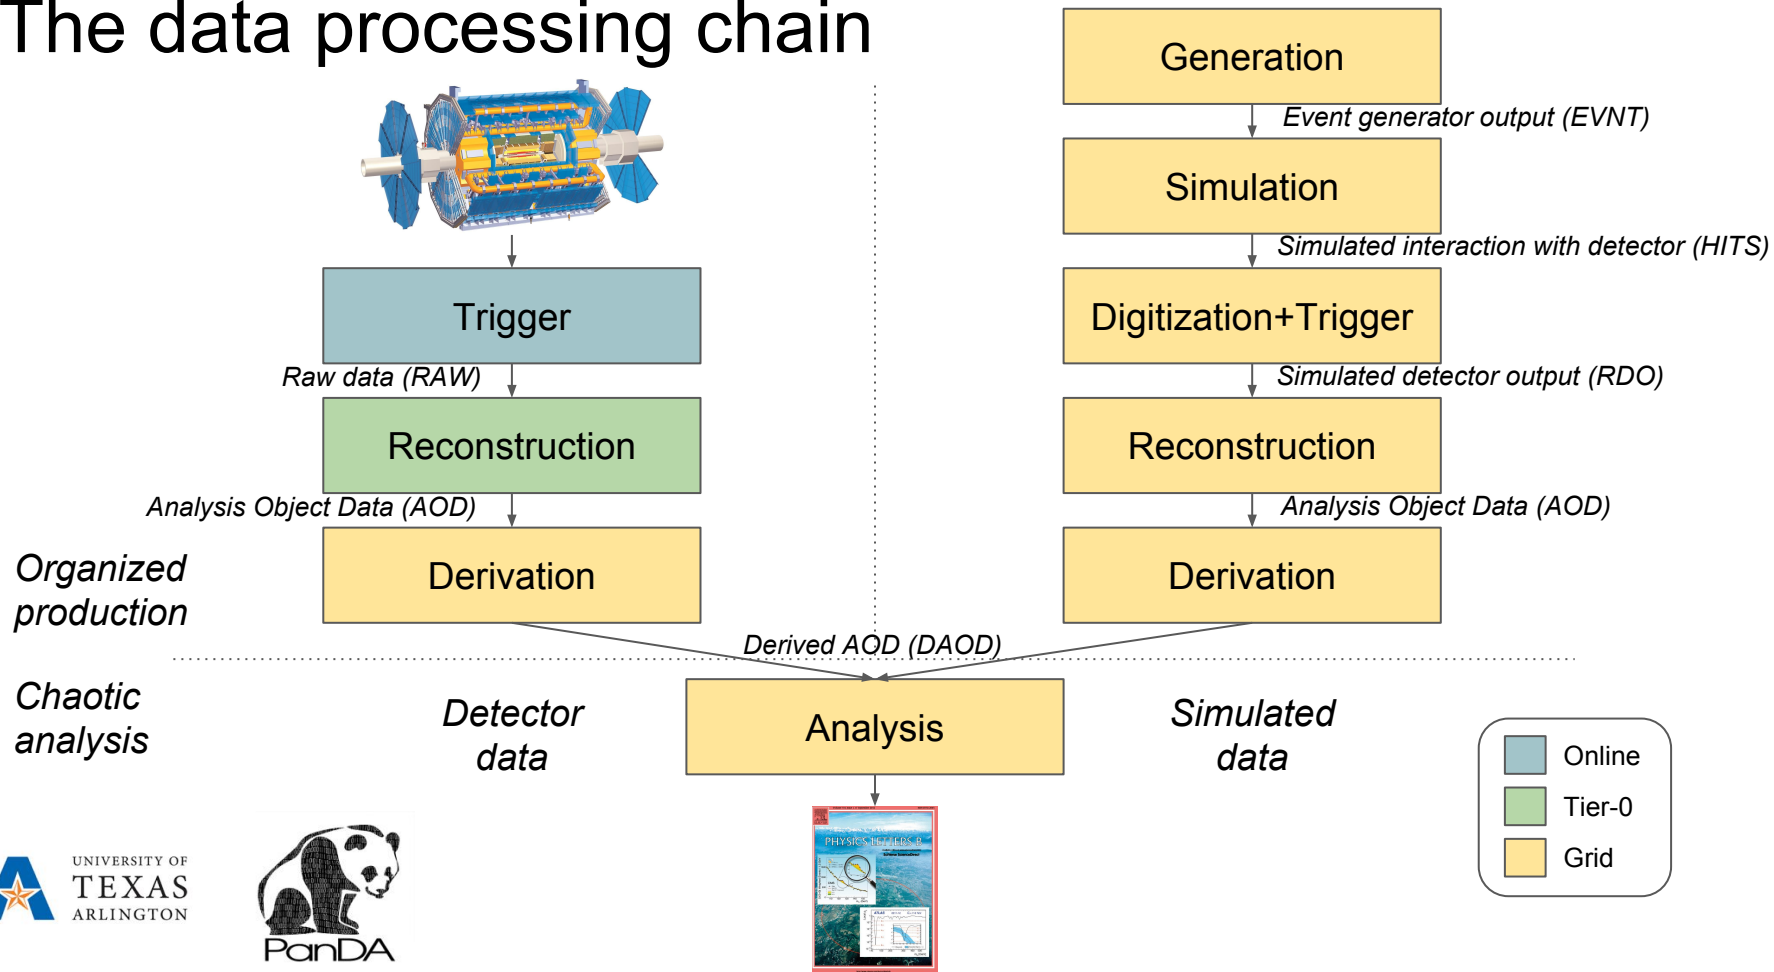 The data processing chain
Generation
Event generator output (EVNT)
Simulation
Simulated interaction with detector (HITS)
Trigger
Digitization+Trigger
Raw data (RAW)
Simulated detector output (RDO)
Reconstruction
Reconstruction
Analysis Object Data (AOD)
Analysis Object Data (AOD)
Organized
production
Derivation
Derivation
Derived AOD (DAOD)
Chaotic
analysis
Detector
data
Analysis
Simulated
data
Online
Tier-0
Grid
UNIVERSITY OF
TEXAS
ARLINGTON
PanDA
PHYSICS LETTERS B
ATLAS